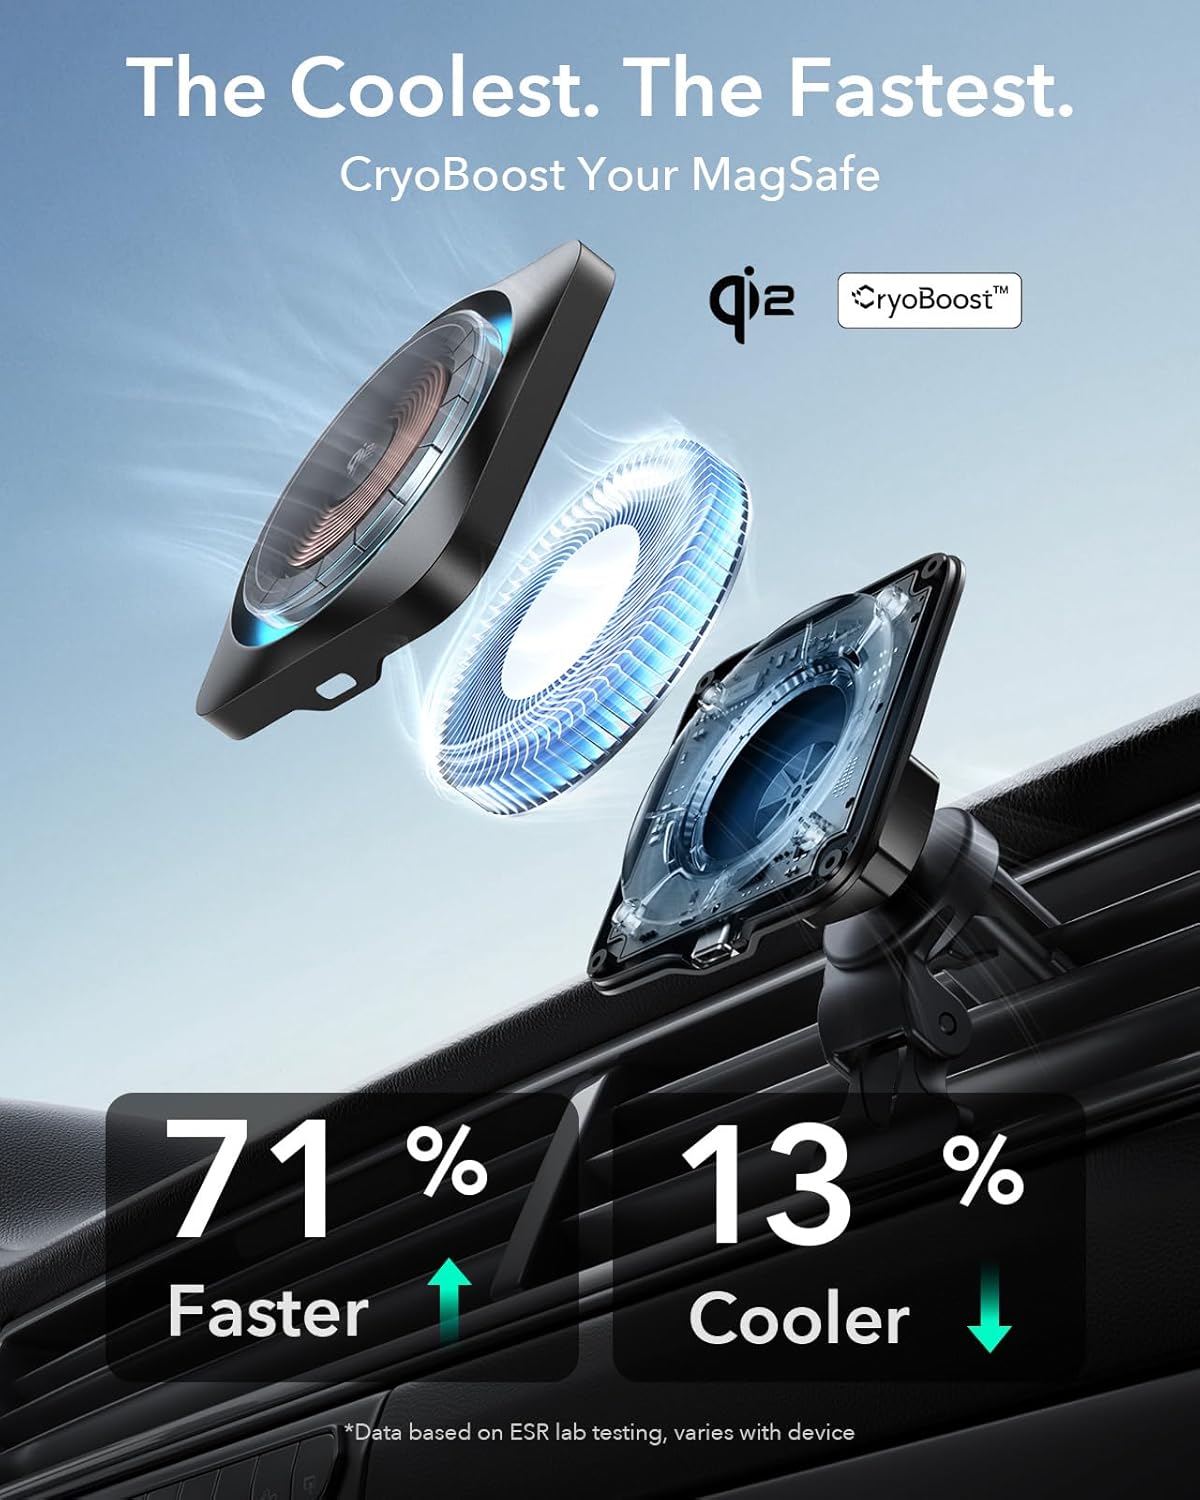 The Coolest. The Fastest.
CryoBoost Your MagSafe
qi2
CryoBoost™
71 %
Faster
13 %
Cooler
*Data based on ESR lab testing, varies with device